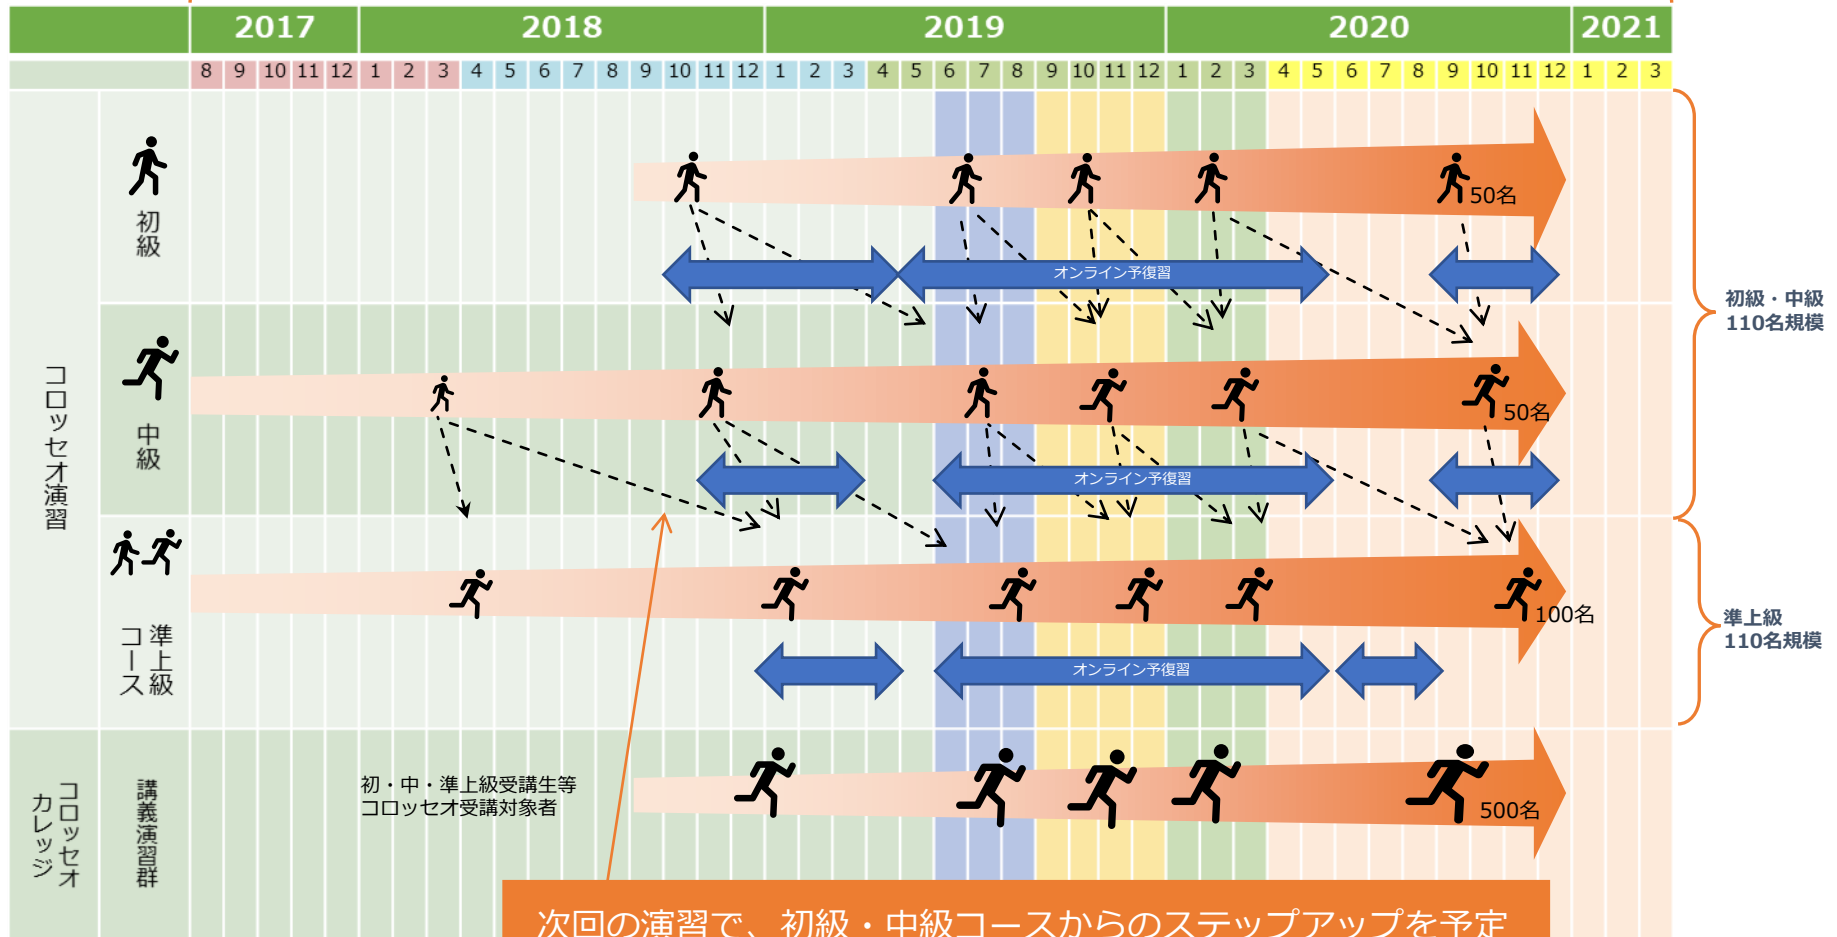 2017 2018 2019 2020 2021
8 9 10 11 12 1 2 3 4 5 6 7 8 9 10 11 12 1 2 3 4 5 6 7 8 9 10 11 12 1 2 3 4 5 6 7 8 9 10 11 12 1 2 3
コロッセオ演習
初級
50名
オンライン予復習
中級
50名
オンライン予復習
初級・中級
110名規模
準上級
コース
100名
オンライン予復習
準上級
110名規模
コロッセオ
カレッジ
講義演習群
初・中・準上級受講生等
コロッセオ受講対象者
500名
次回の演習で、初級・中級コースからのステップアップを予定